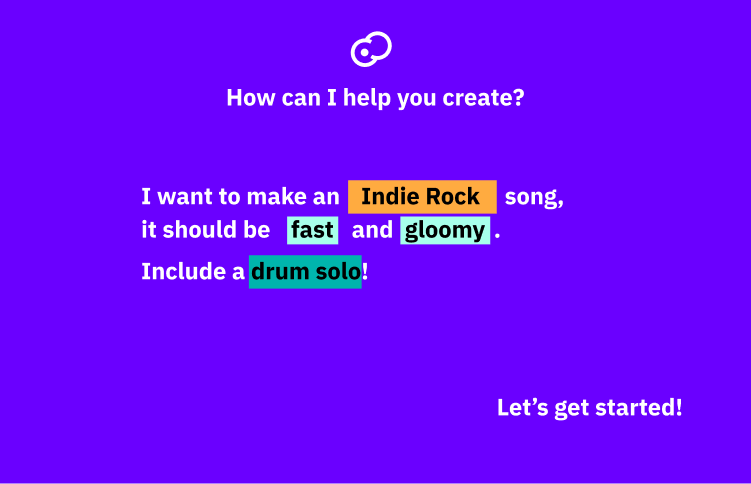 How can I help you create?
I want to make an Indie Rock song,
it should be fast and gloomy.
Include a drum solo!
Let’s get started!